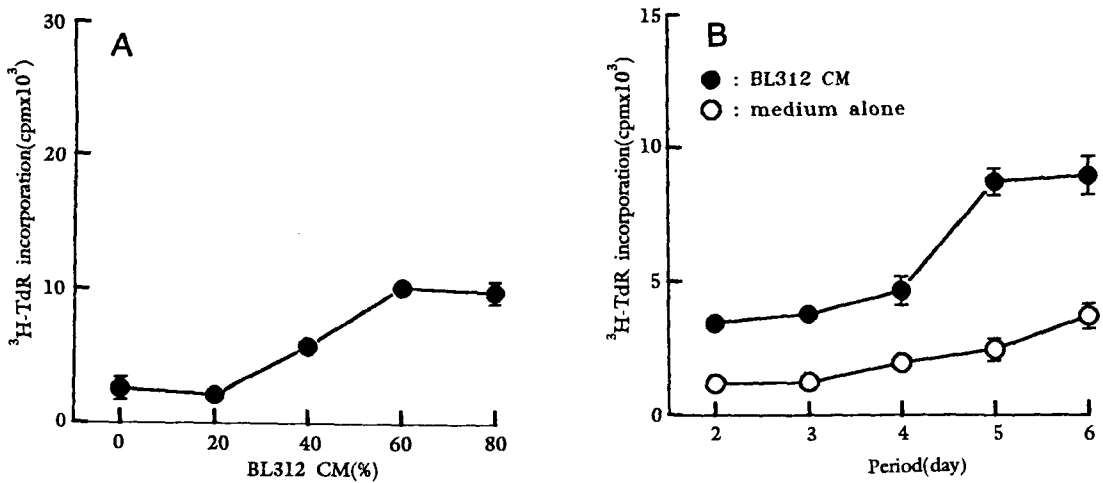 A
30
20
10
0
³H-TdR incorporation(cpmx10³)
0 20 40 60 80
BL312 CM(%)
B
● : BL312 CM
○ : medium alone
15
10
5
0
³H-TdR incorporation(cpmx10³)
2 3 4 5 6
Period(day)